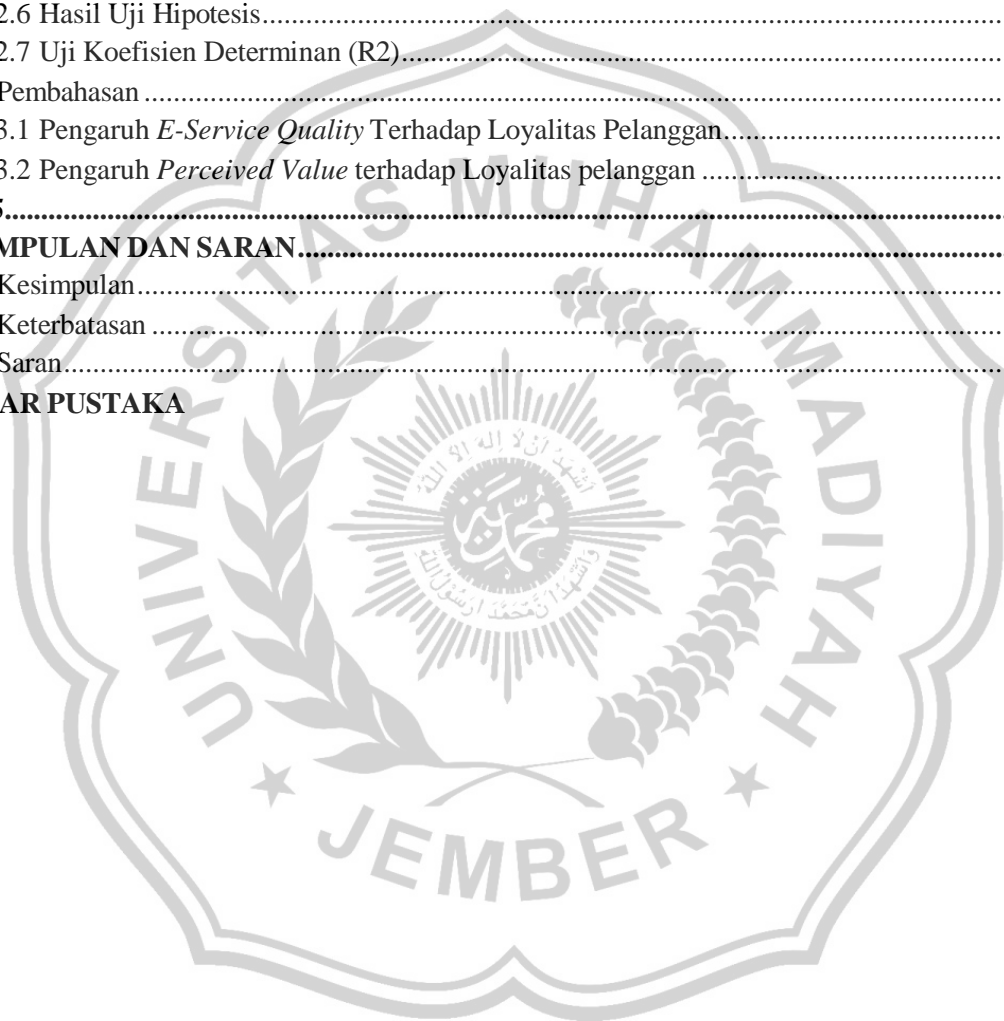 2.6 Hasil Uji Hipotesis
2.7 Uji Koefisien Determinan (R2)
Pembahasan
3.1 Pengaruh E-Service Quality Terhadap Loyalitas Pelanggan
3.2 Pengaruh Perceived Value terhadap Loyalitas pelanggan
5
MPULAN DAN SARAN
Kesimpulan
Keterbatasan
Saran
AR PUSTAKA
UNIVERSITAS MUHAMMADIYAH
JEMBER